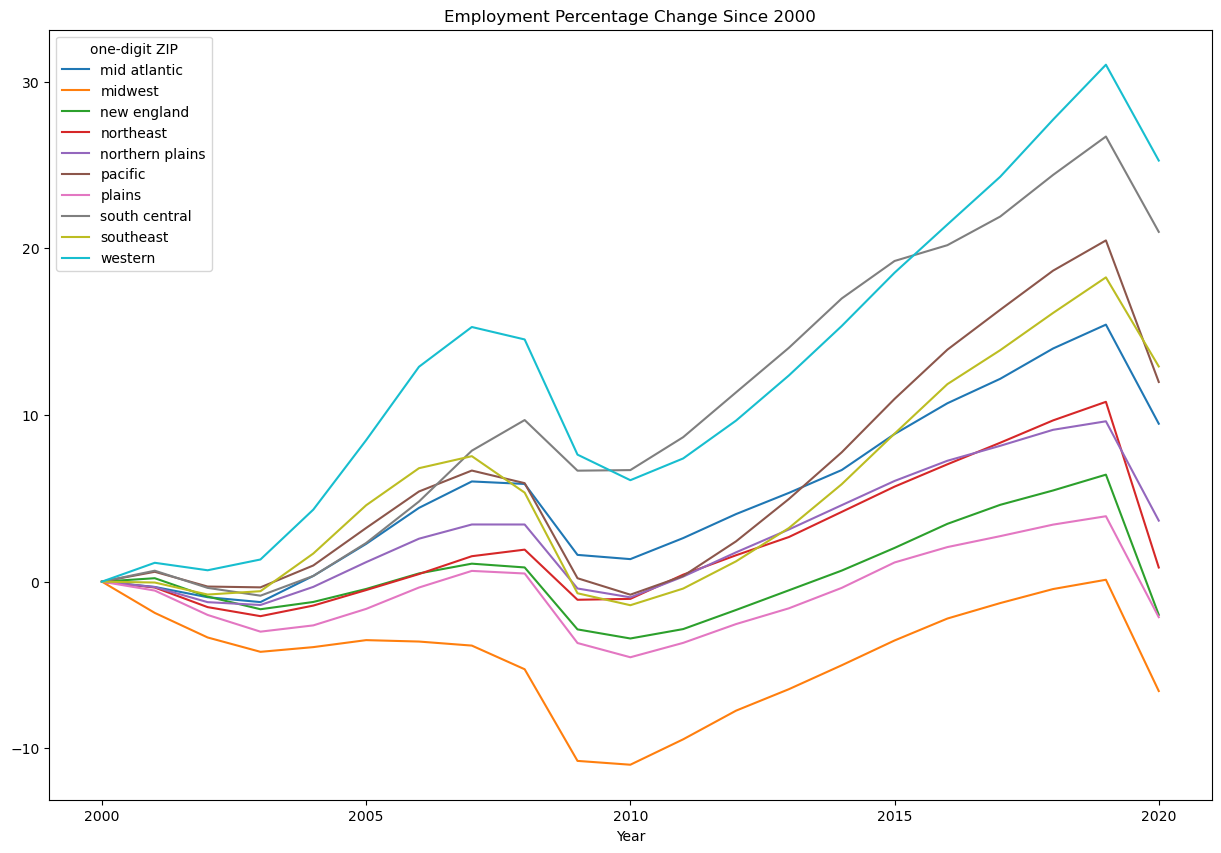 Employment Percentage Change Since 2000
one-digit ZIP
mid atlantic
midwest
new england
northeast
northern plains
pacific
plains
south central
southeast
western
30
20
10
0
−10
2000
2005
2010
2015
2020
Year